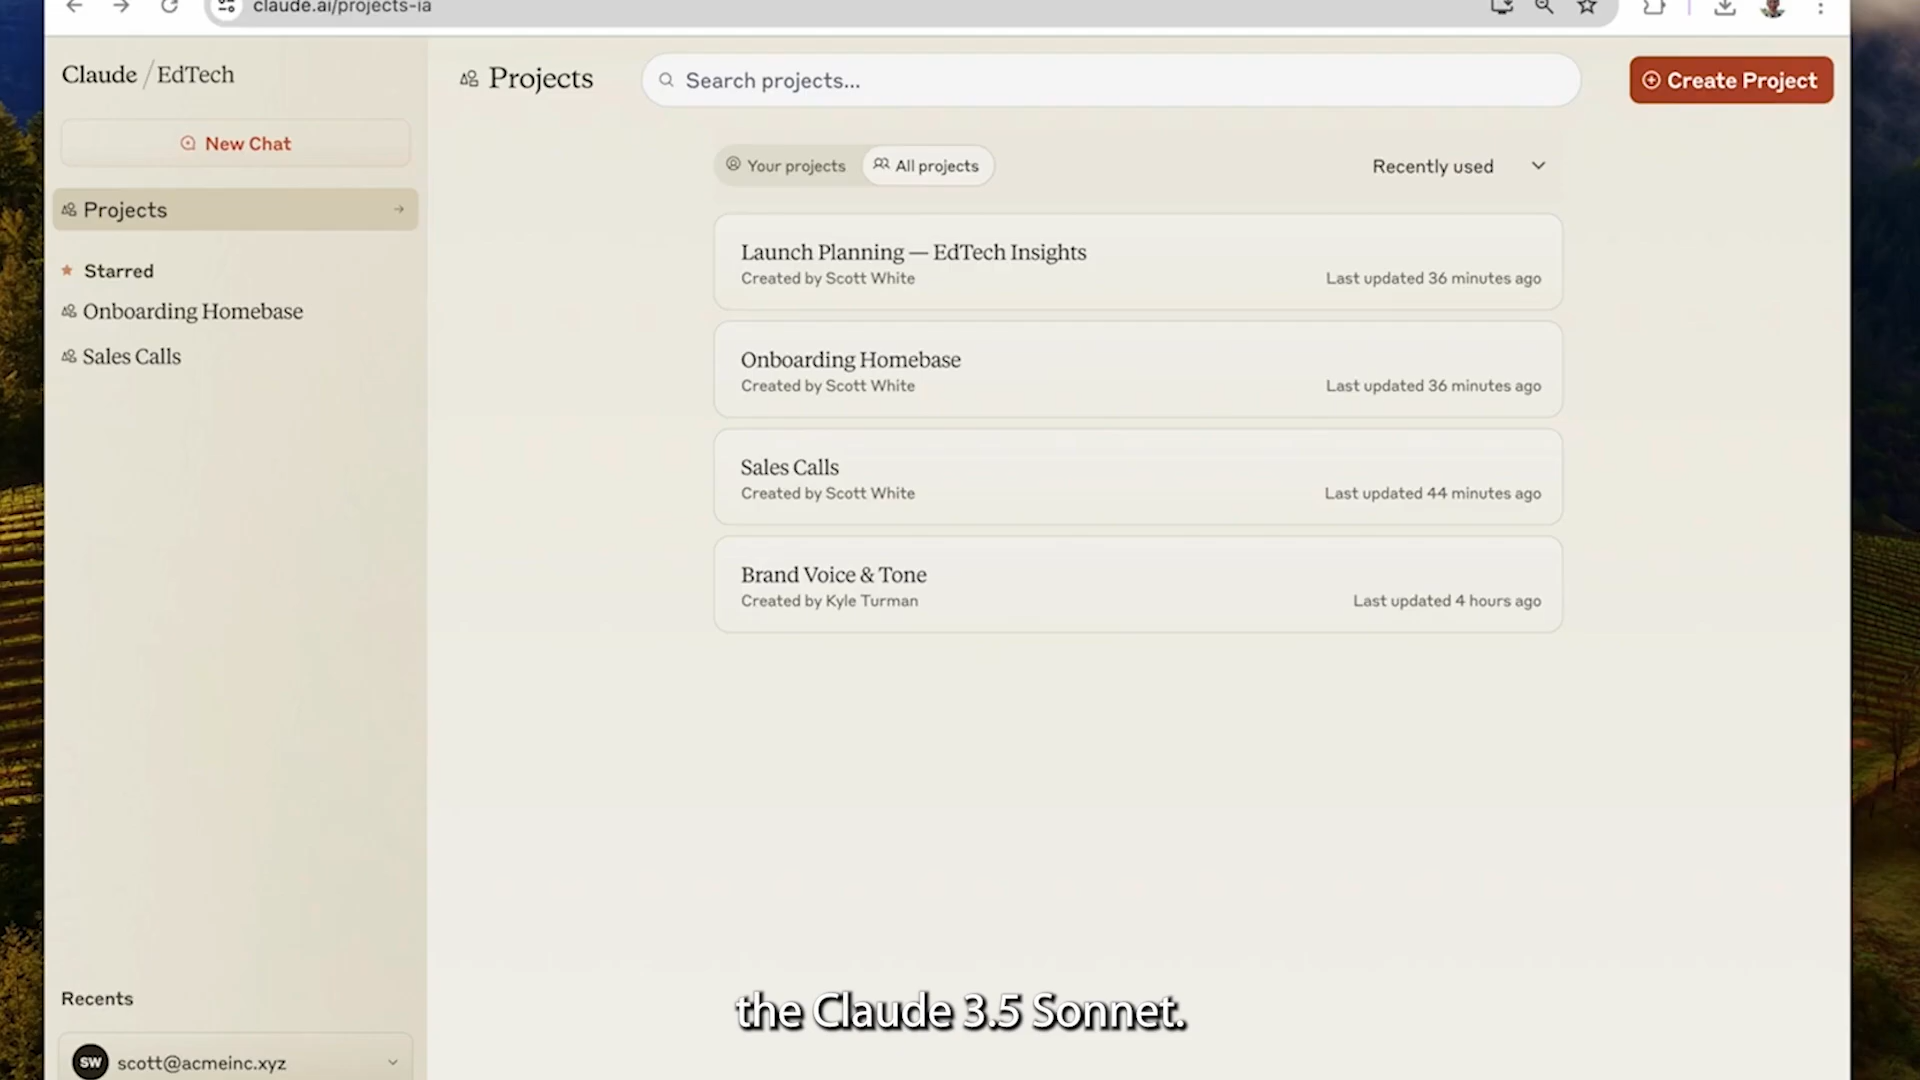 claude.ai/projects-ia
Claude / EdTech
New Chat
Projects
Starred
Onboarding Homebase
Sales Calls
Recents
SW scott@acmeinc.xyz
Projects
Search projects...
Create Project
Your projects All projects
Recently used
Launch Planning — EdTech Insights
Created by Scott White
Last updated 36 minutes ago
Onboarding Homebase
Created by Scott White
Last updated 36 minutes ago
Sales Calls
Created by Scott White
Last updated 44 minutes ago
Brand Voice & Tone
Created by Kyle Turman
Last updated 4 hours ago
the Claude 3.5 Sonnet.